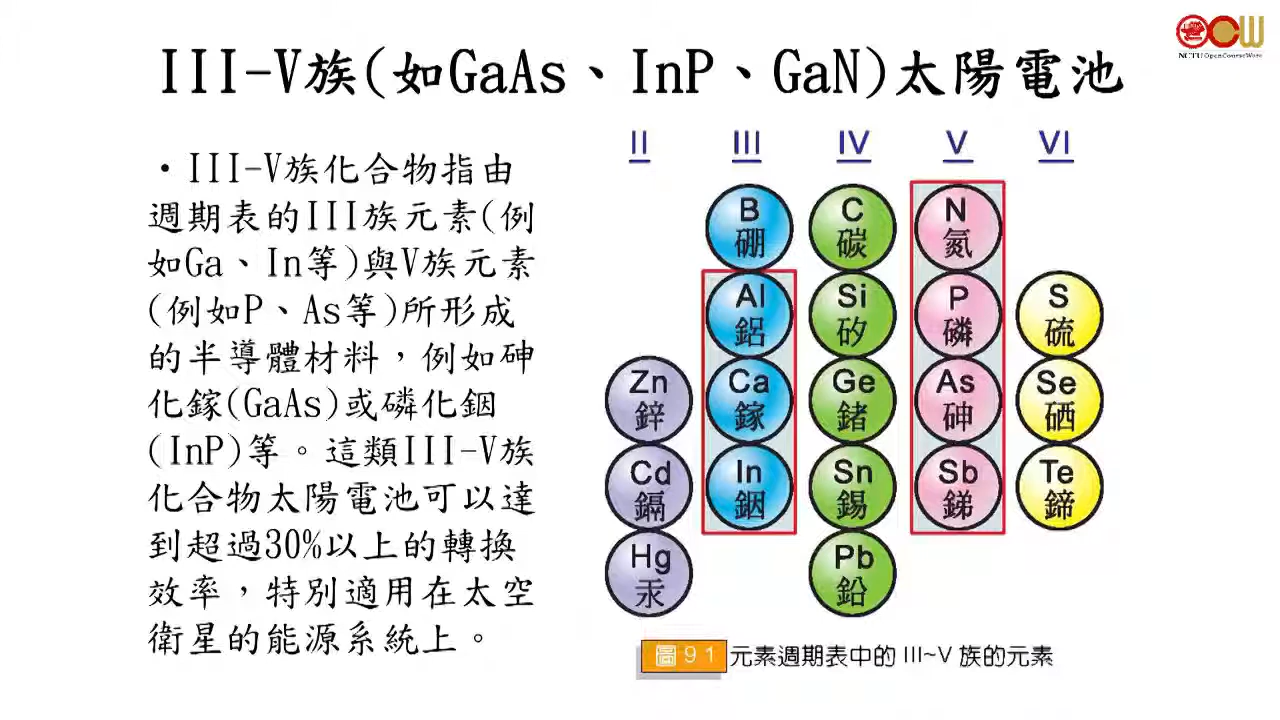 III-V族(如GaAs、InP、GaN)太陽電池
NCTU OpenCourseWare
・III-V族化合物指由
週期表的III族元素(例
如Ga、In等)與V族元素
(例如P、As等)所形成
的半導體材料，例如砷
化鎵(GaAs)或磷化銦
(InP)等。這類III-V族
化合物太陽電池可以達
到超過30%以上的轉換
效率，特別適用在太空
衛星的能源系統上。
II III IV V VI
B C N
硼 碳 氮
Al Si P S
鋁 矽 磷 硫
Zn Ca Ge As Se
鋅 鎵 鍺 砷 硒
Cd In Sn Sb Te
鎘 銦 錫 銻 鍗
Hg Pb
汞 鉛
圖 9 1 元素週期表中的 III~V 族的元素